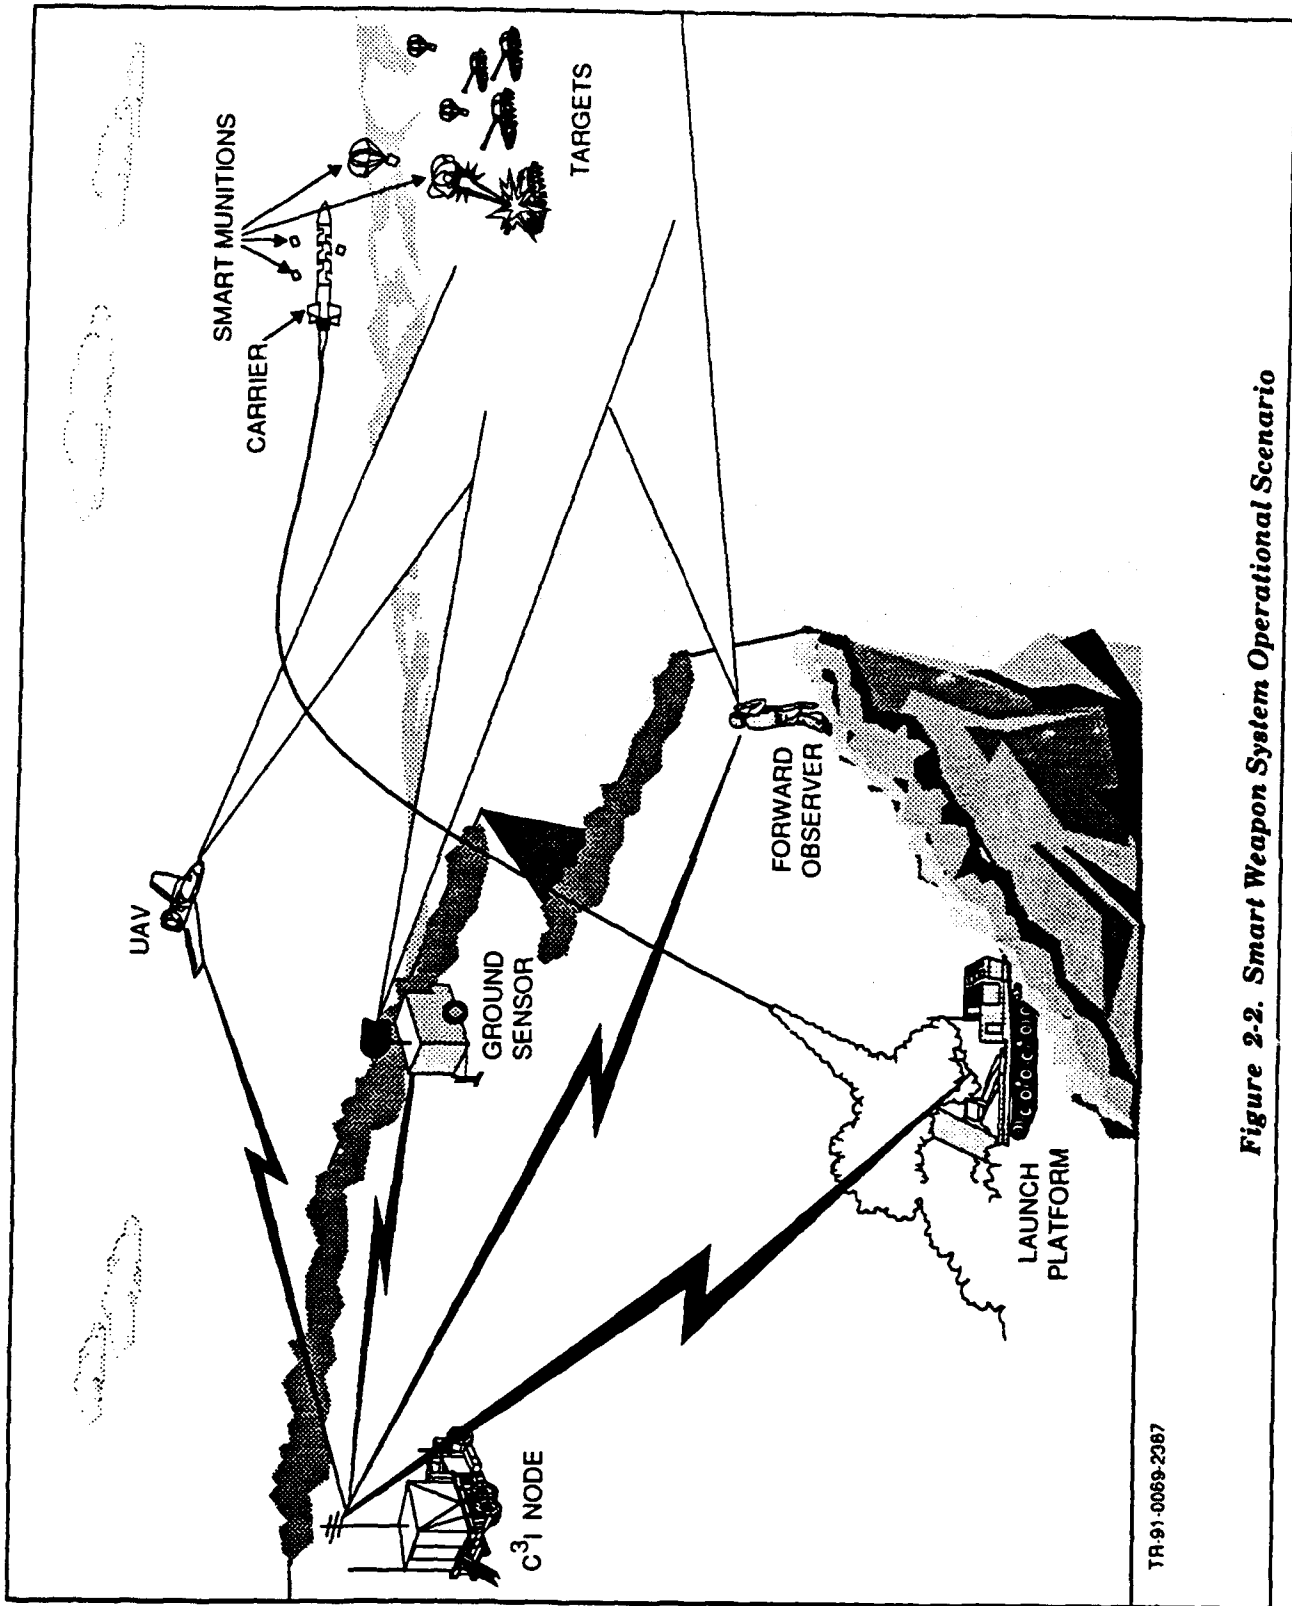 SMART MUNITIONS
CARRIER
UAV
TARGETS
GROUND
SENSOR
FORWARD
OBSERVER
C³I NODE
LAUNCH
PLATFORM
TR-91-0069-2387
Figure 2-2. Smart Weapon System Operational Scenario